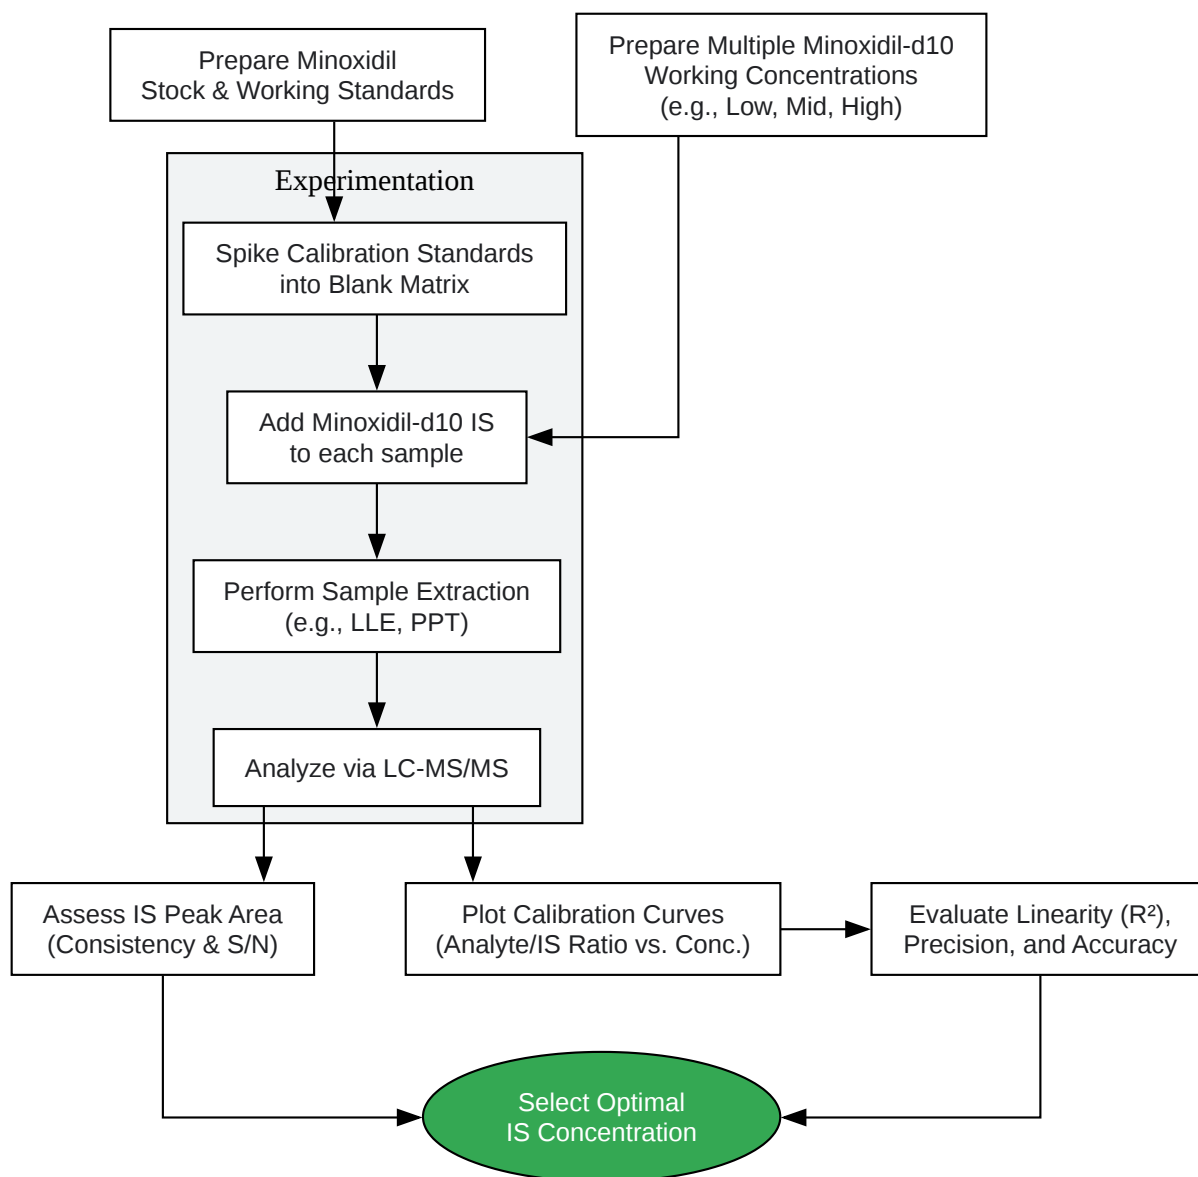 Prepare Minoxidil
Stock & Working Standards
Prepare Multiple Minoxidil-d10
Working Concentrations
(e.g., Low, Mid, High)
Experimentation
Spike Calibration Standards
into Blank Matrix
Add Minoxidil-d10 IS
to each sample
Perform Sample Extraction
(e.g., LLE, PPT)
Analyze via LC-MS/MS
Assess IS Peak Area
(Consistency & S/N)
Plot Calibration Curves
(Analyte/IS Ratio vs. Conc.)
Evaluate Linearity (R²),
Precision, and Accuracy
Select Optimal
IS Concentration